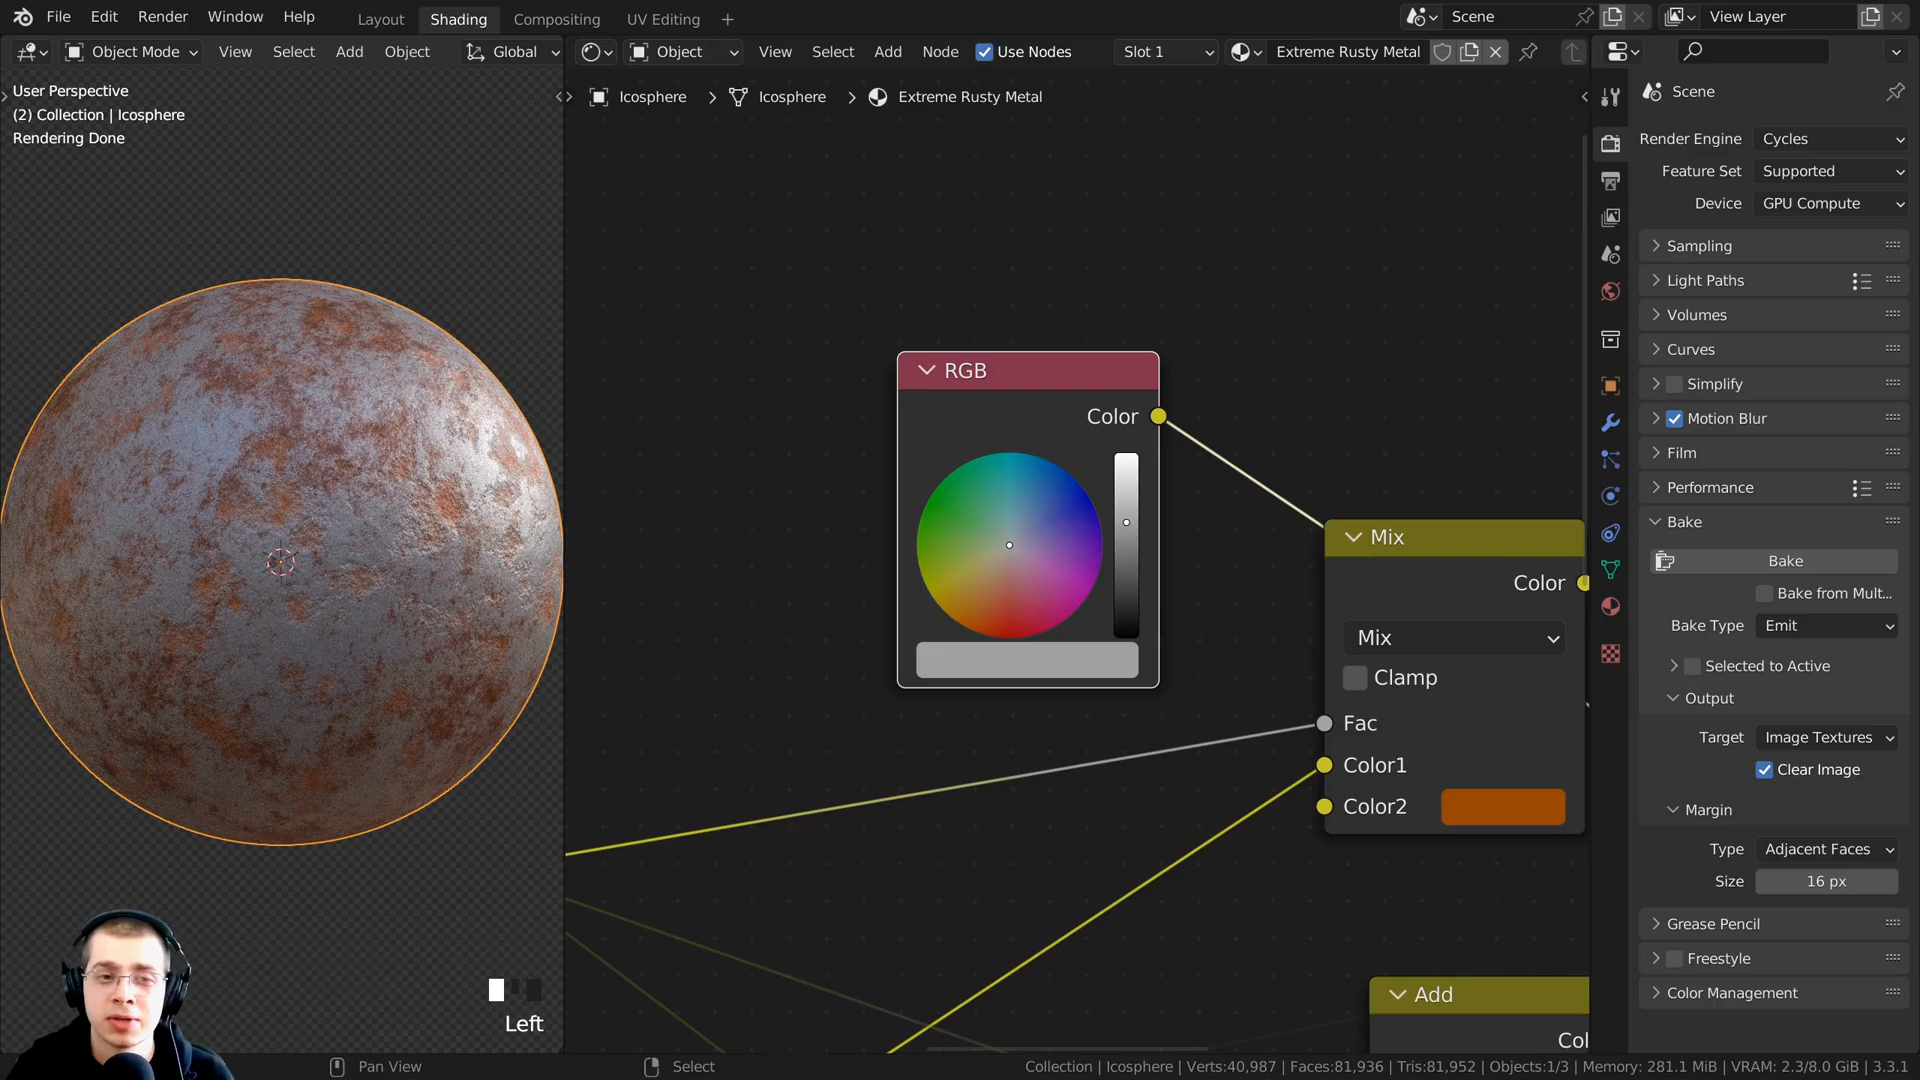 File Edit Render Window Help Layout Shading Compositing UV Editing + Scene View Layer
Object Mode View Select Add Object Global Object View Select Add Node Use Nodes Slot 1 Extreme Rusty Metal
User Perspective
(2) Collection | Icosphere
Rendering Done
Icosphere > Icosphere > Extreme Rusty Metal
RGB
Color
Mix
Color
Mix
Clamp
Fac
Color1
Color2
Add
Col
Scene
Render Engine Cycles
Feature Set Supported
Device GPU Compute
Sampling
Light Paths
Volumes
Curves
Simplify
Motion Blur
Film
Performance
Bake
Bake
Bake from Mult...
Bake Type Emit
Selected to Active
Output
Target Image Textures
Clear Image
Margin
Type Adjacent Faces
Size 16 px
Grease Pencil
Freestyle
Color Management
Left
Pan View Select Collection | Icosphere | Verts:40,987 | Faces:81,936 | Tris:81,952 | Objects:1/3 | Memory: 281.1 MiB | VRAM: 2.3/8.0 GiB | 3.3.1